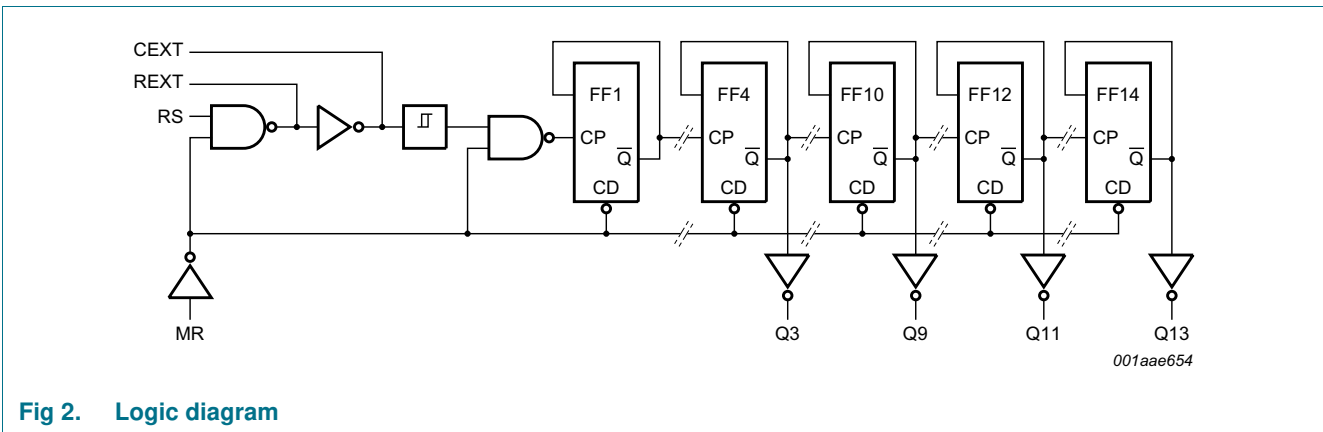 CEXT
REXT
RS
FF1 FF4 FF10 FF12 FF14
CP CP CP CP CP
Q Q Q Q Q
CD CD CD CD CD
MR Q3 Q9 Q11 Q13
001aae654
Fig 2. Logic diagram